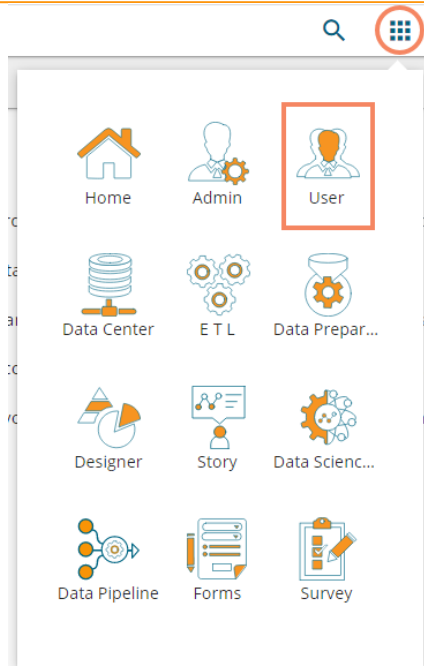 Home Admin User
Data Center E T L Data Prepar...
Designer Story Data Scienc...
Data Pipeline Forms Survey